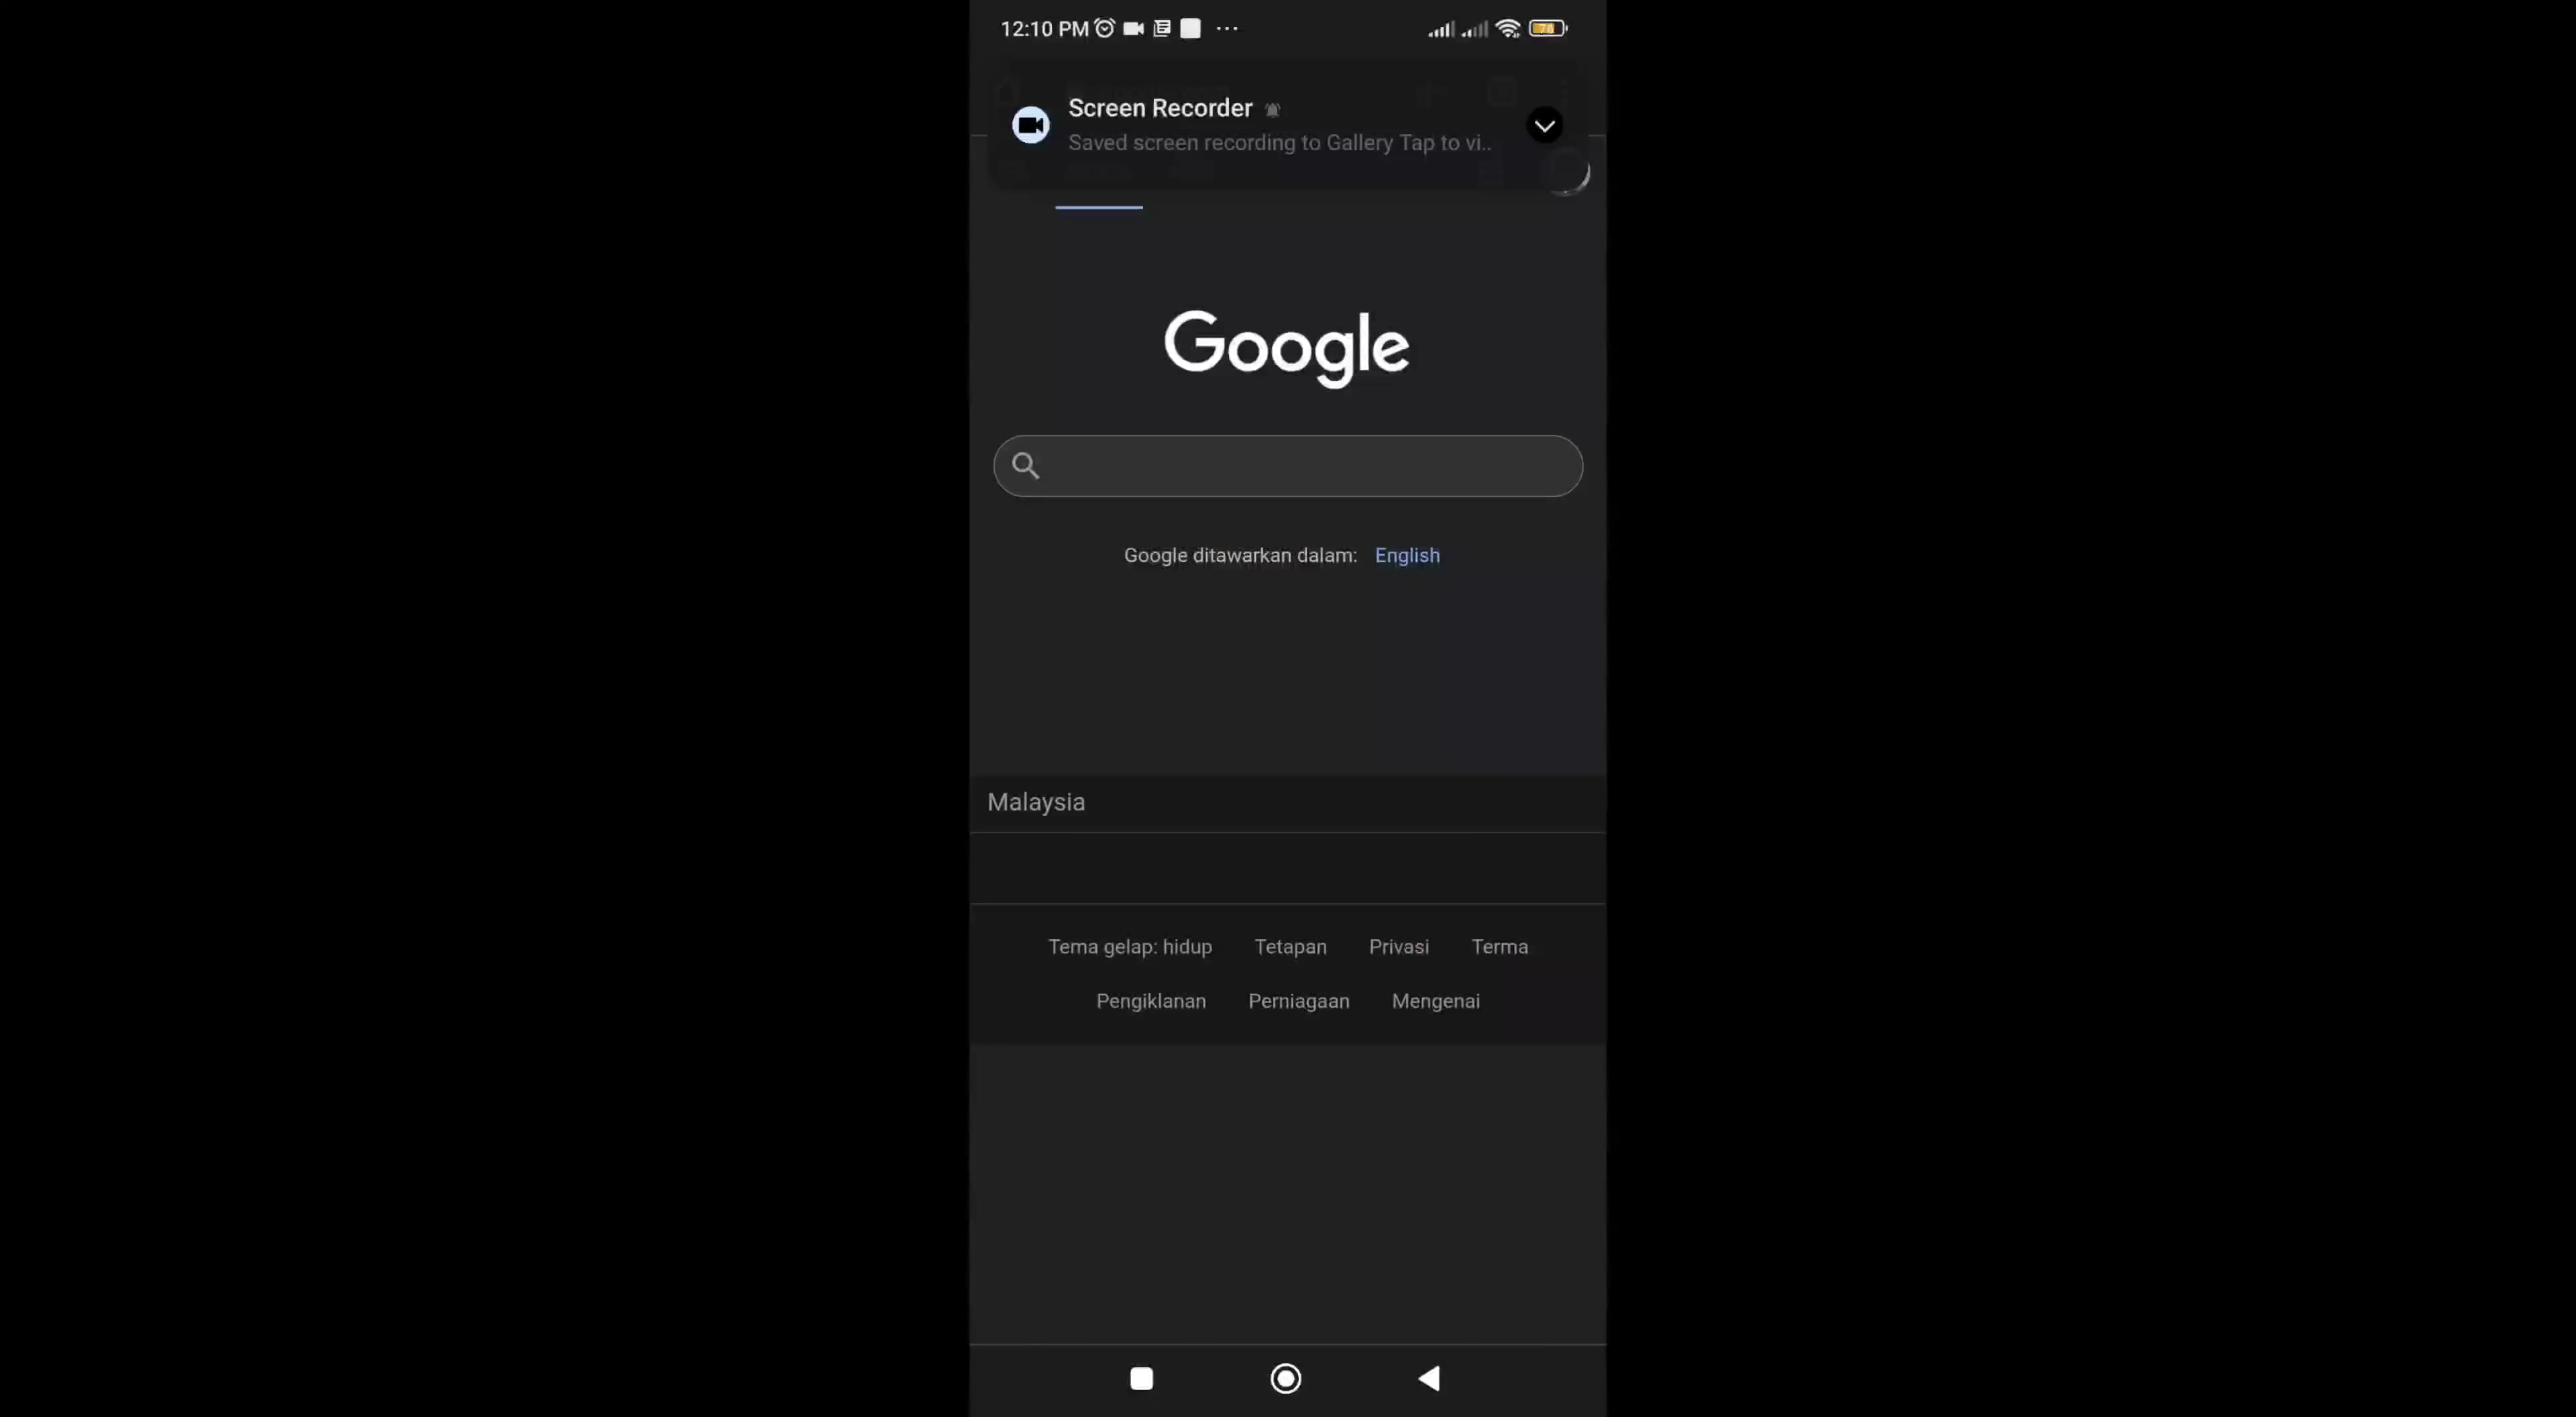 12:10 PM
Screen Recorder
Saved screen recording to Gallery Tap to vi..
Google
Google ditawarkan dalam: English
Malaysia
Tema gelap: hidup Tetapan Privasi Terma
Pengiklanan Perniagaan Mengenai